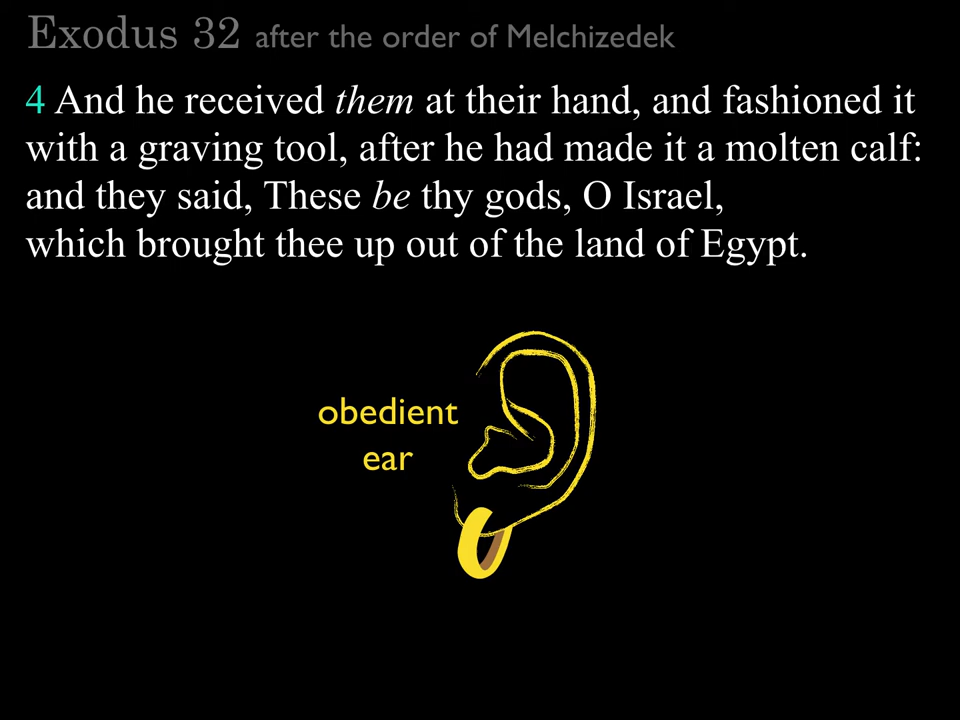 Exodus 32 after the order of Melchizedek
4 And he received them at their hand, and fashioned it
with a graving tool, after he had made it a molten calf:
and they said, These be thy gods, O Israel,
which brought thee up out of the land of Egypt.
obedient
ear